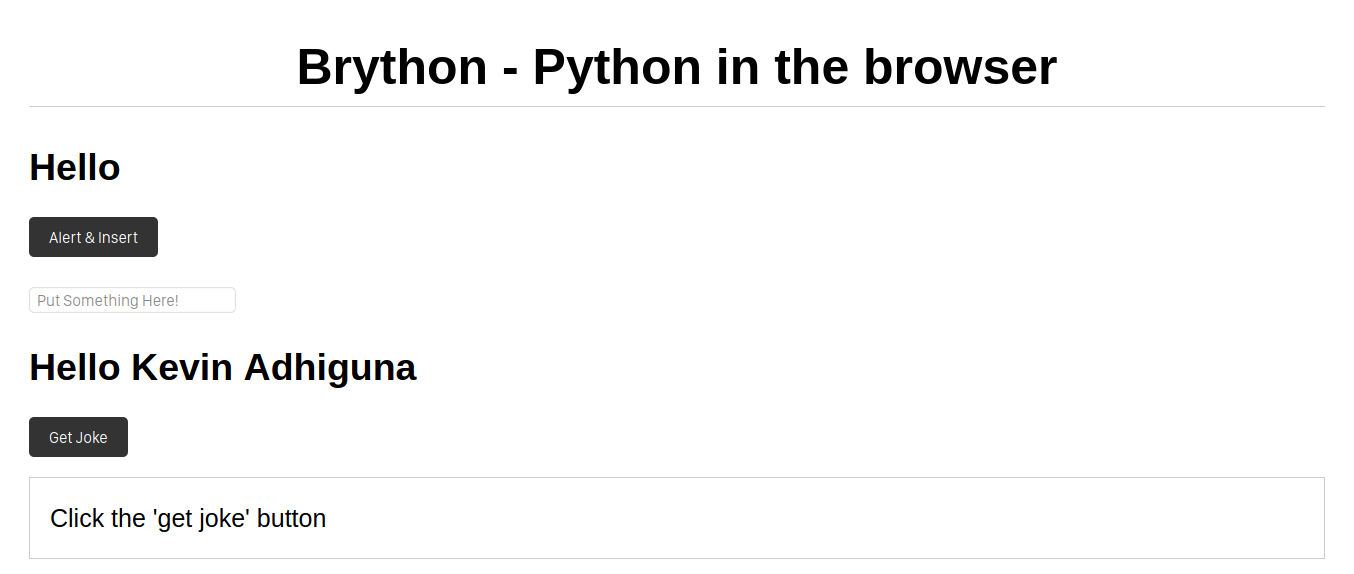 Brython - Python in the browser
Hello
Alert & Insert
Put Something Here!
Hello Kevin Adhiguna
Get Joke
Click the 'get joke' button